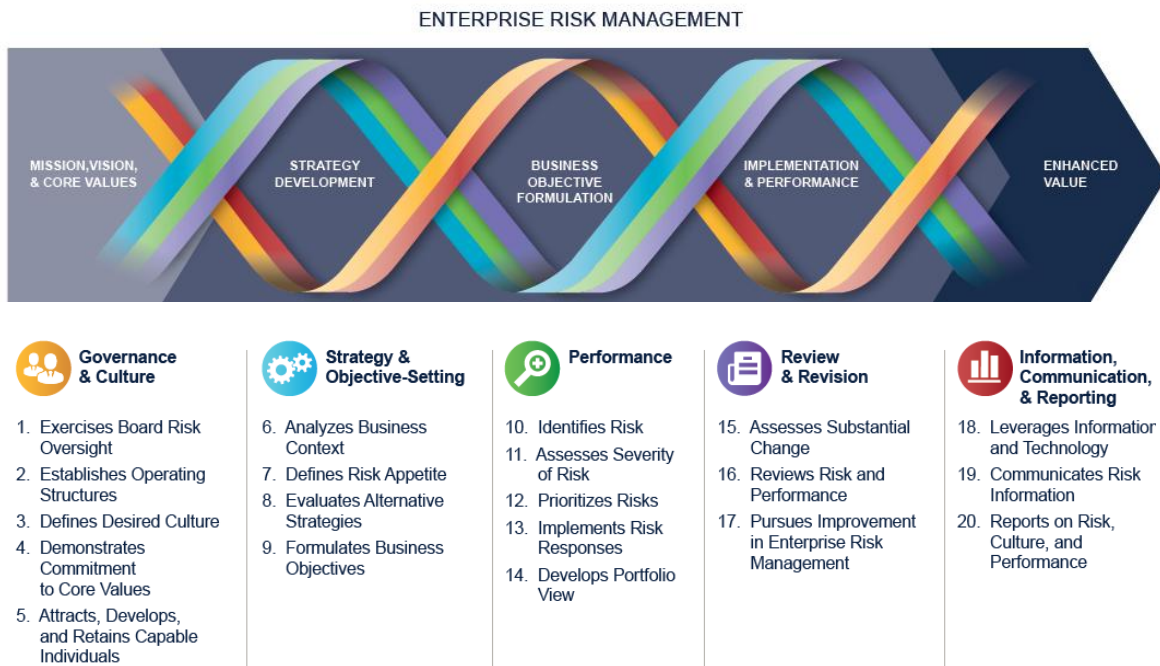 ENTERPRISE RISK MANAGEMENT
MISSION,VISION,
& CORE VALUES
STRATEGY
DEVELOPMENT
BUSINESS
OBJECTIVE
FORMULATION
IMPLEMENTATION
& PERFORMANCE
ENHANCED
VALUE
Governance
& Culture
1. Exercises Board Risk
Oversight
2. Establishes Operating
Structures
3. Defines Desired Culture
4. Demonstrates
Commitment
to Core Values
5. Attracts, Develops,
and Retains Capable
Individuals
Strategy &
Objective-Setting
6. Analyzes Business
Context
7. Defines Risk Appetite
8. Evaluates Alternative
Strategies
9. Formulates Business
Objectives
Performance
10. Identifies Risk
11. Assesses Severity
of Risk
12. Prioritizes Risks
13. Implements Risk
Responses
14. Develops Portfolio
View
Review
& Revision
15. Assesses Substantial
Change
16. Reviews Risk and
Performance
17. Pursues Improvement
in Enterprise Risk
Management
Information,
Communication,
& Reporting
18. Leverages Information
and Technology
19. Communicates Risk
Information
20. Reports on Risk,
Culture, and
Performance